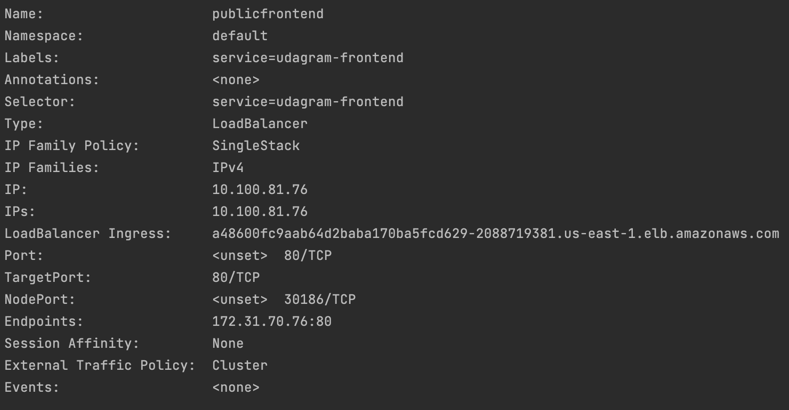 Name:                     publicfrontend
Namespace:                default
Labels:                   service=udagram-frontend
Annotations:              <none>
Selector:                 service=udagram-frontend
Type:                     LoadBalancer
IP Family Policy:         SingleStack
IP Families:              IPv4
IP:                       10.100.81.76
IPs:                      10.100.81.76
LoadBalancer Ingress:     a48600fc9aab64d2baba170ba5fcd629-2088719381.us-east-1.elb.amazonaws.com
Port:                     <unset>  80/TCP
TargetPort:               80/TCP
NodePort:                 <unset>  30186/TCP
Endpoints:                172.31.70.76:80
Session Affinity:         None
External Traffic Policy:  Cluster
Events:                   <none>